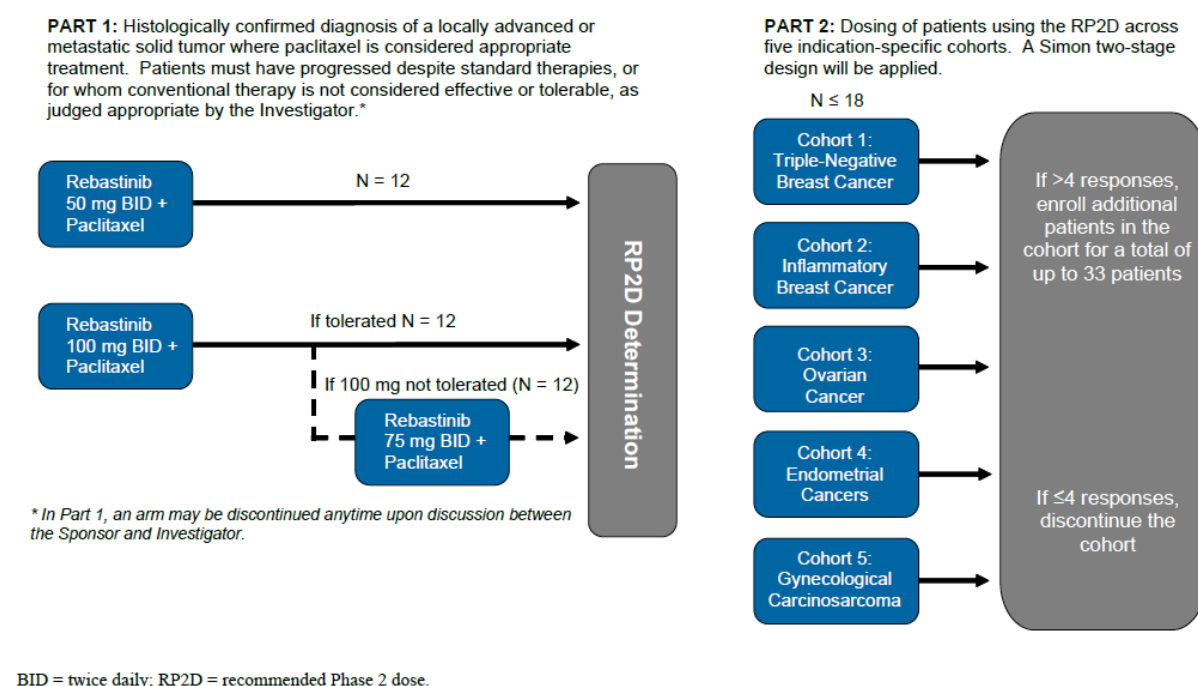 PART 1: Histologically confirmed diagnosis of a locally advanced or
metastatic solid tumor where paclitaxel is considered appropriate
treatment.  Patients must have progressed despite standard therapies, or
for whom conventional therapy is not considered effective or tolerable, as
judged appropriate by the Investigator.*
Rebastinib
50 mg BID +
Paclitaxel
N = 12
Rebastinib
100 mg BID +
Paclitaxel
If tolerated N = 12
If 100 mg not tolerated (N = 12)
Rebastinib
75 mg BID +
Paclitaxel
RP2D Determination
* In Part 1, an arm may be discontinued anytime upon discussion between
the Sponsor and Investigator.
PART 2: Dosing of patients using the RP2D across
five indication-specific cohorts.  A Simon two-stage
design will be applied.
N ≤ 18
Cohort 1:
Triple-Negative
Breast Cancer
Cohort 2:
Inflammatory
Breast Cancer
Cohort 3:
Ovarian
Cancer
Cohort 4:
Endometrial
Cancers
Cohort 5:
Gynecological
Carcinosarcoma
If >4 responses,
enroll additional
patients in the
cohort for a total of
up to 33 patients
If ≤4 responses,
discontinue the
cohort
BID = twice daily; RP2D = recommended Phase 2 dose.